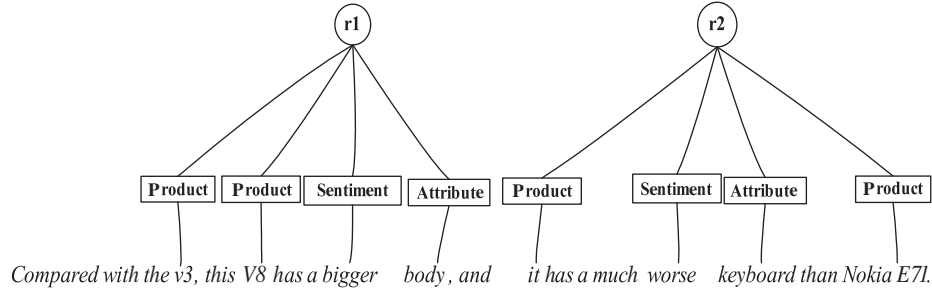 r1 r2
Product Product Sentiment Attribute Product Sentiment Attribute Product
Compared with the v3, this V8 has a bigger body, and it has a much worse keyboard than Nokia E71.